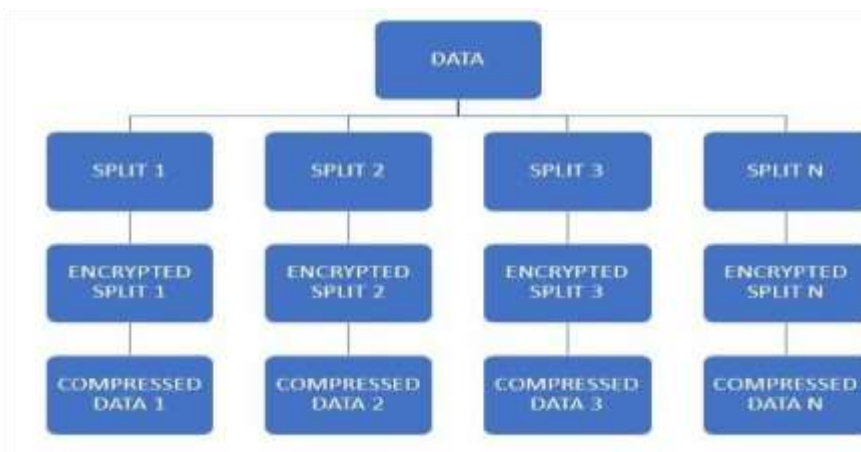 DATA
SPLIT 1
SPLIT 2
SPLIT 3
SPLIT N
ENCRYPTED
SPLIT 1
ENCRYPTED
SPLIT 2
ENCRYPTED
SPLIT 3
ENCRYPTED
SPLIT N
COMPRESSED
DATA 1
COMPRESSED
DATA 2
COMPRESSED
DATA 3
COMPRESSED
DATA N